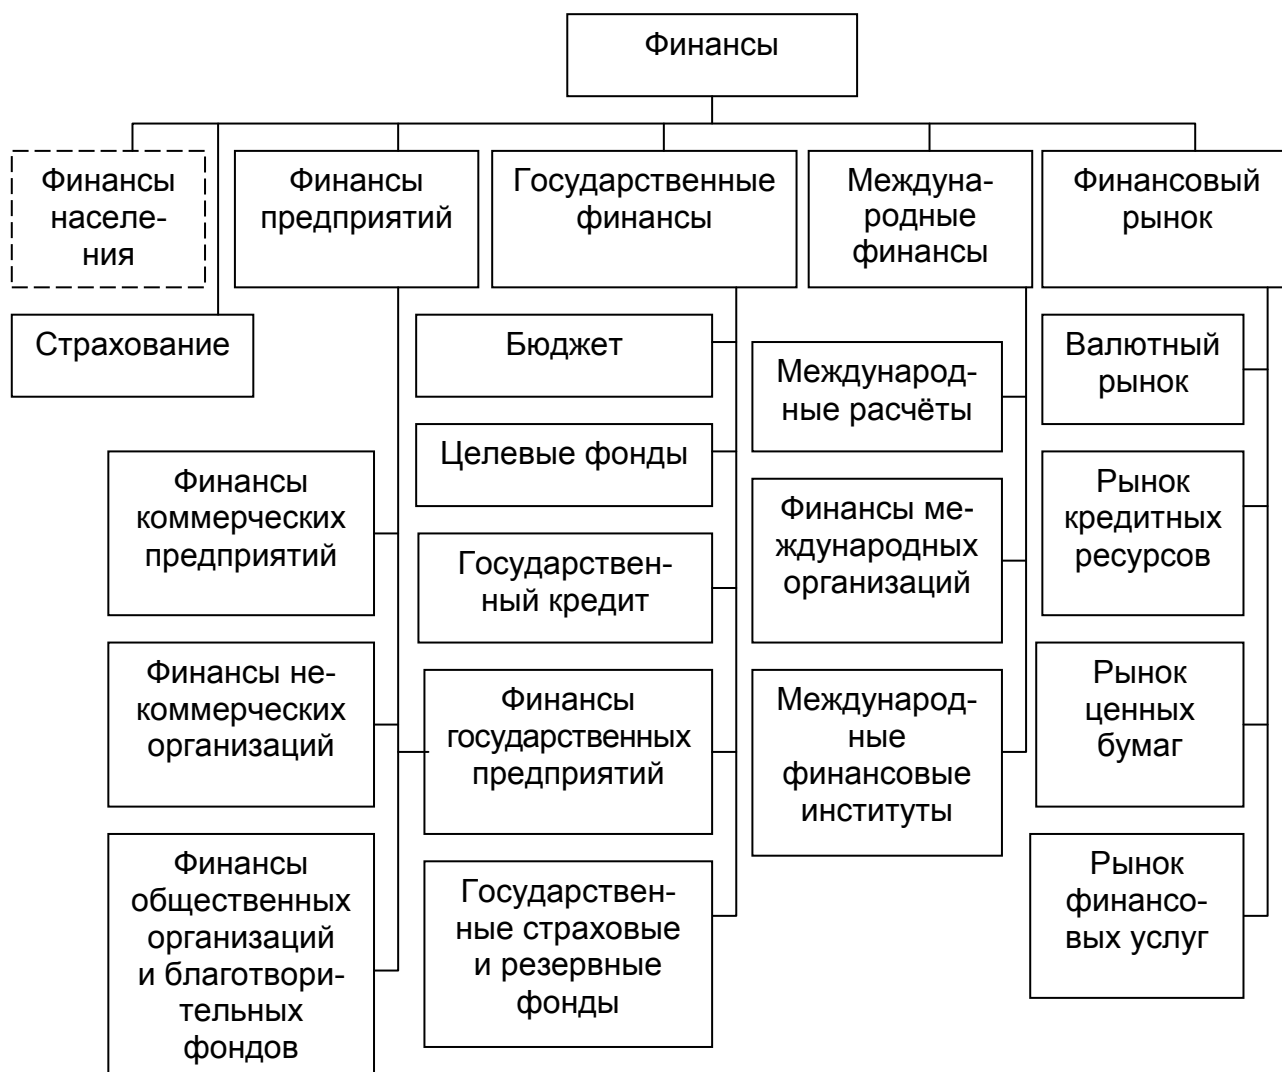 Финансы
Финансы
населе-
ния
Финансы
предприятий
Государственные
финансы
Междуна-
родные
финансы
Финансовый
рынок
Страхование
Финансы
коммерческих
предприятий
Финансы не-
коммерческих
организаций
Финансы
общественных
организаций
и благотвори-
тельных
фондов
Бюджет
Целевые фонды
Государствен-
ный кредит
Финансы
государственных
предприятий
Государствен-
ные страховые
и резервные
фонды
Международ-
ные расчёты
Финансы ме-
ждународных
организаций
Международ-
ные
финансовые
институты
Валютный
рынок
Рынок
кредитных
ресурсов
Рынок
ценных
бумаг
Рынок
финансо-
вых услуг